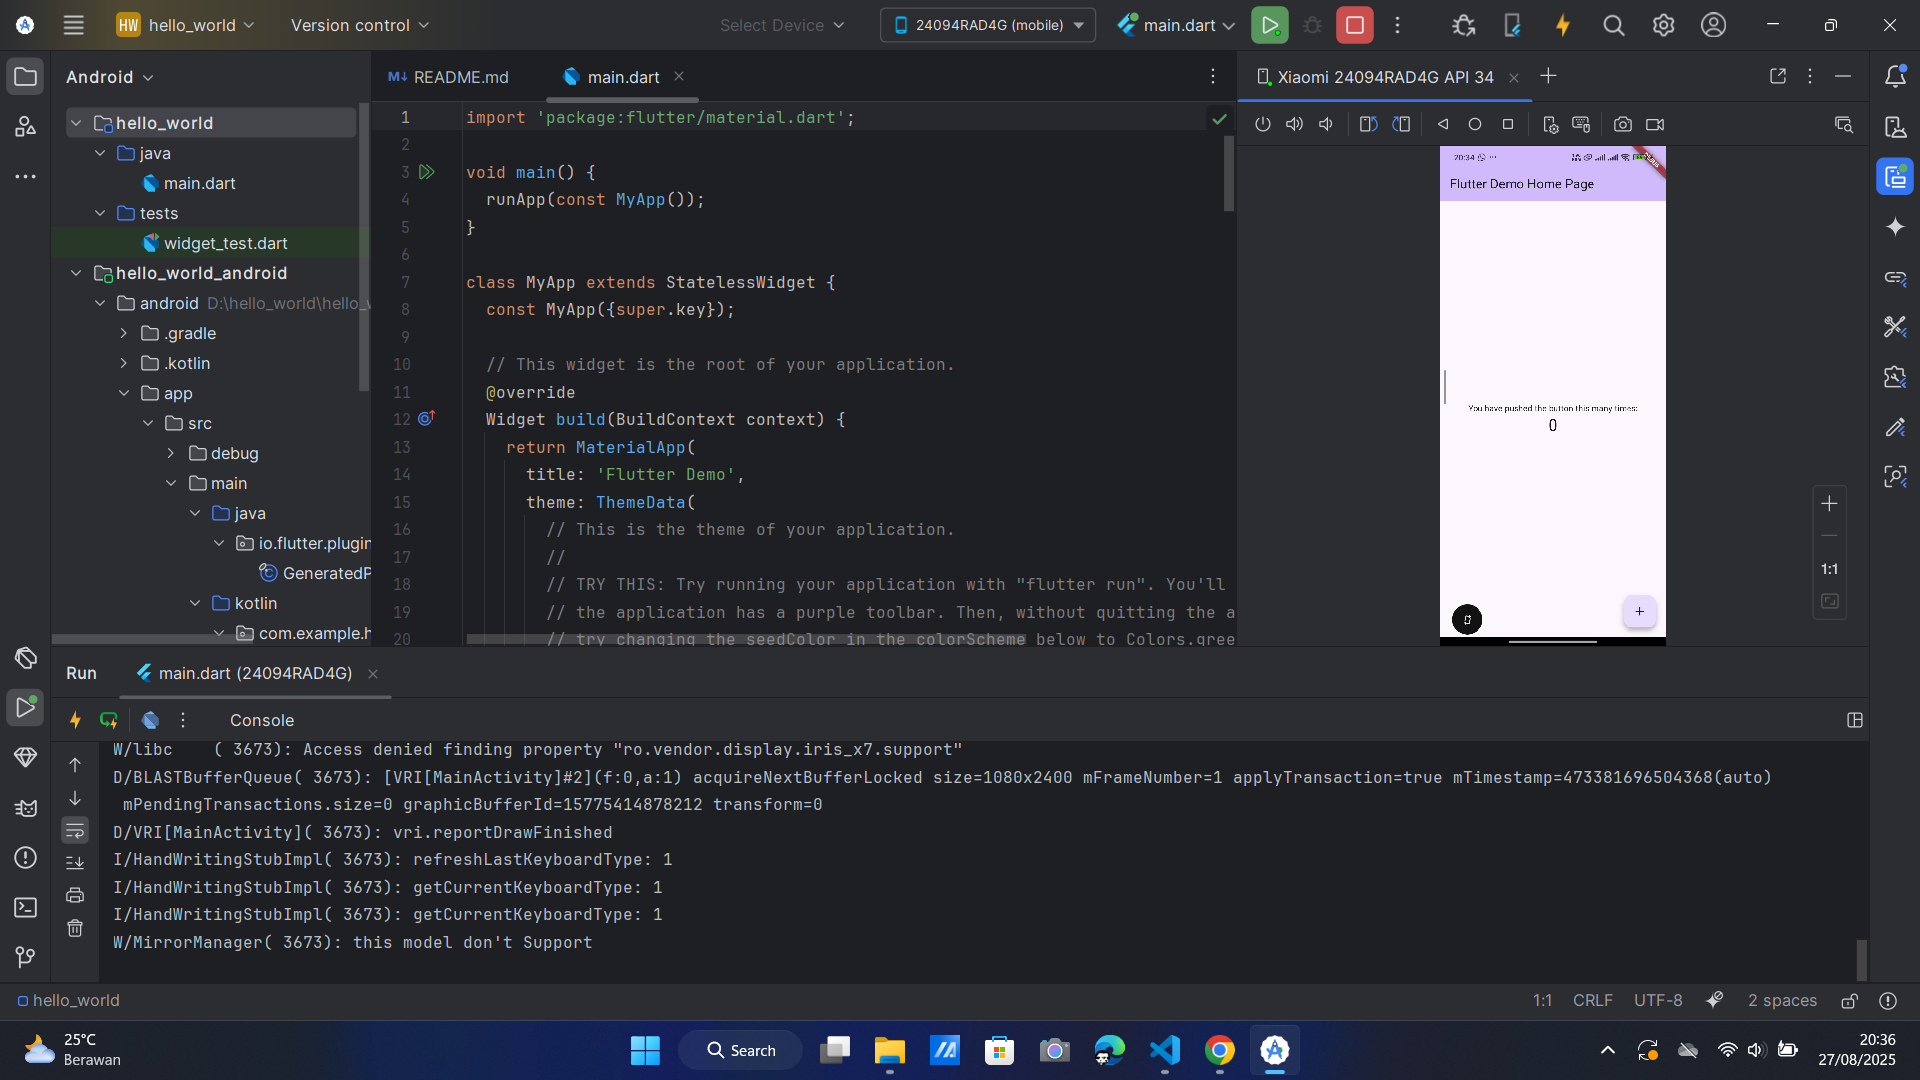 HW hello_world
Version control
Select Device
24094RAD4G (mobile)
main.dart
Android
README.md
main.dart
Xiaomi 24094RAD4G API 34
hello_world
java
main.dart
tests
widget_test.dart
hello_world_android
android D:\hello_world\hello_w
.gradle
.kotlin
app
src
debug
main
java
io.flutter.plugin
GeneratedP
kotlin
com.example.h
1 import 'package:flutter/material.dart';
2
3 void main() {
4 runApp(const MyApp());
5 }
6
7 class MyApp extends StatelessWidget {
8 const MyApp({super.key});
9
10 // This widget is the root of your application.
11 @override
12 Widget build(BuildContext context) {
13 return MaterialApp(
14 title: 'Flutter Demo',
15 theme: ThemeData(
16 // This is the theme of your application.
17 //
18 // TRY THIS: Try running your application with "flutter run". You'll
19 // the application has a purple toolbar. Then, without quitting the a
20 // try changing the seedColor in the colorScheme below to Colors.gree
20:34
DEBUG
Flutter Demo Home Page
You have pushed the button this many times:
0
+
1:1
Run
main.dart (24094RAD4G)
Console
W/libc    ( 3673): Access denied finding property "ro.vendor.display.iris_x7.support"
D/BLASTBufferQueue( 3673): [VRI[MainActivity]#2](f:0,a:1) acquireNextBufferLocked size=1080x2400 mFrameNumber=1 applyTransaction=true mTimestamp=473381696504368(auto)
mPendingTransactions.size=0 graphicBufferId=15775414878212 transform=0
D/VRI[MainActivity]( 3673): vri.reportDrawFinished
I/HandWritingStubImpl( 3673): refreshLastKeyboardType: 1
I/HandWritingStubImpl( 3673): getCurrentKeyboardType: 1
I/HandWritingStubImpl( 3673): getCurrentKeyboardType: 1
W/MirrorManager( 3673): this model don't Support
hello_world
1:1
CRLF
UTF-8
2 spaces
25°C
Berawan
Search
20:36
27/08/2025